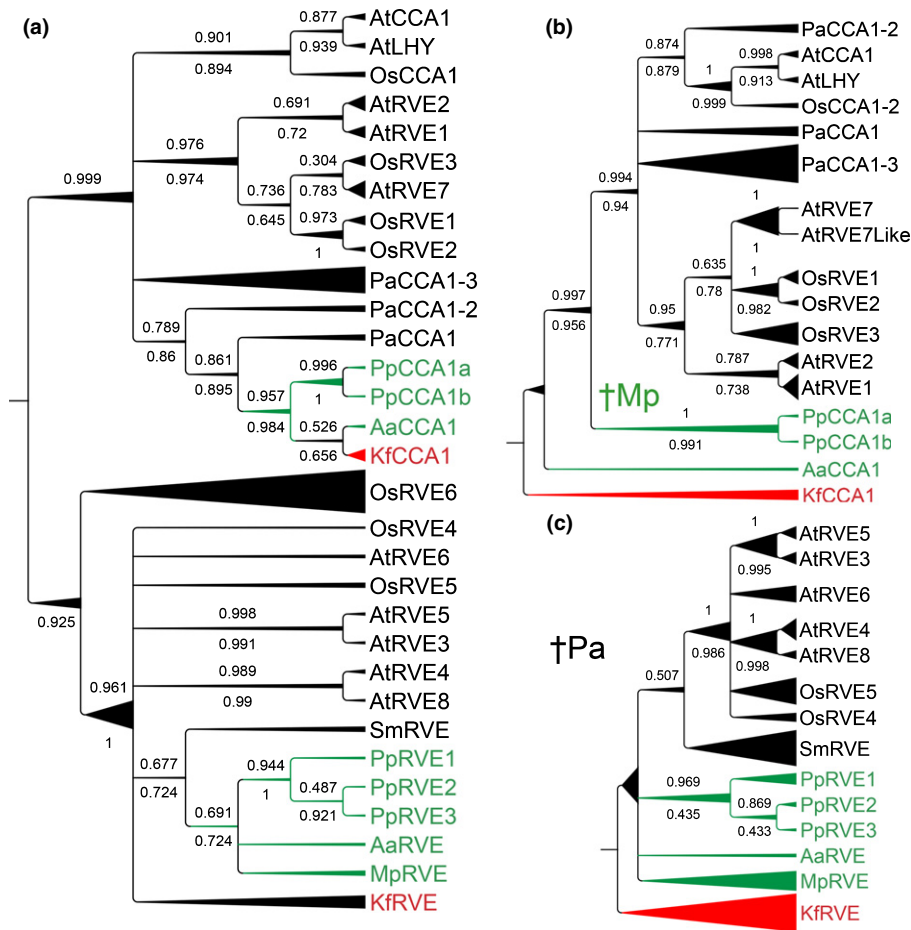 (a)
0.877
AtCCA1
0.901
0.939
AtLHY
0.894
OsCCA1
0.691
AtRVE2
0.976
0.72
AtRVE1
0.974
0.304
OsRVE3
0.999
0.736
0.783
AtRVE7
0.645
0.973
OsRVE1
1
OsRVE2
PaCCA1-3
PaCCA1-2
0.789
0.86
0.861
PaCCA1
0.895
0.996
PpCCA1a
0.957
1
PpCCA1b
0.984
0.526
AaCCA1
0.656
KfCCA1
OsRVE6
OsRVE4
AtRVE6
0.925
OsRVE5
0.998
AtRVE5
0.991
AtRVE3
0.989
AtRVE4
0.961
0.99
AtRVE8
1
SmRVE
0.677
0.724
0.944
PpRVE1
1
0.487
PpRVE2
0.691
0.921
PpRVE3
0.724
AaRVE
MpRVE
KfRVE
(b)
PaCCA1-2
0.874
0.998
AtCCA1
0.879
1
0.913
AtLHY
0.999
OsCCA1-2
PaCCA1
PaCCA1-3
0.994
0.94
1
AtRVE7
AtRVE7Like
1
0.635
1
OsRVE1
0.78
0.982
OsRVE2
0.997
0.95
OsRVE3
0.956
0.771
0.787
AtRVE2
0.738
AtRVE1
†Mp
1
PpCCA1a
0.991
PpCCA1b
AaCCA1
KfCCA1
(c)
1
AtRVE5
0.995
AtRVE3
AtRVE6
1
1
AtRVE4
†Pa
0.986
0.998
AtRVE8
0.507
OsRVE5
OsRVE4
SmRVE
0.969
PpRVE1
0.435
0.869
PpRVE2
0.433
PpRVE3
AaRVE
MpRVE
KfRVE